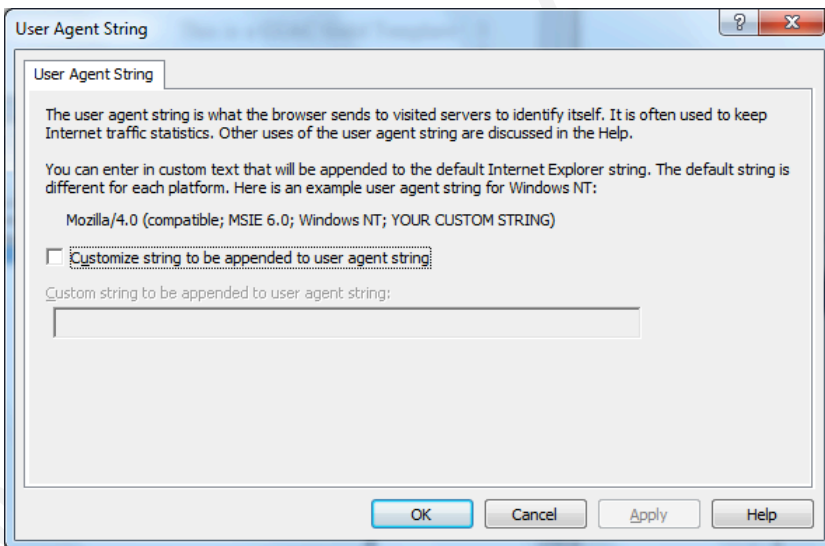 User Agent String
User Agent String
The user agent string is what the browser sends to visited servers to identify itself. It is often used to keep
Internet traffic statistics. Other uses of the user agent string are discussed in the Help.
You can enter in custom text that will be appended to the default Internet Explorer string. The default string is
different for each platform. Here is an example user agent string for Windows NT:
Mozilla/4.0 (compatible; MSIE 6.0; Windows NT; YOUR CUSTOM STRING)
Customize string to be appended to user agent string
Custom string to be appended to user agent string:
OK Cancel Apply Help